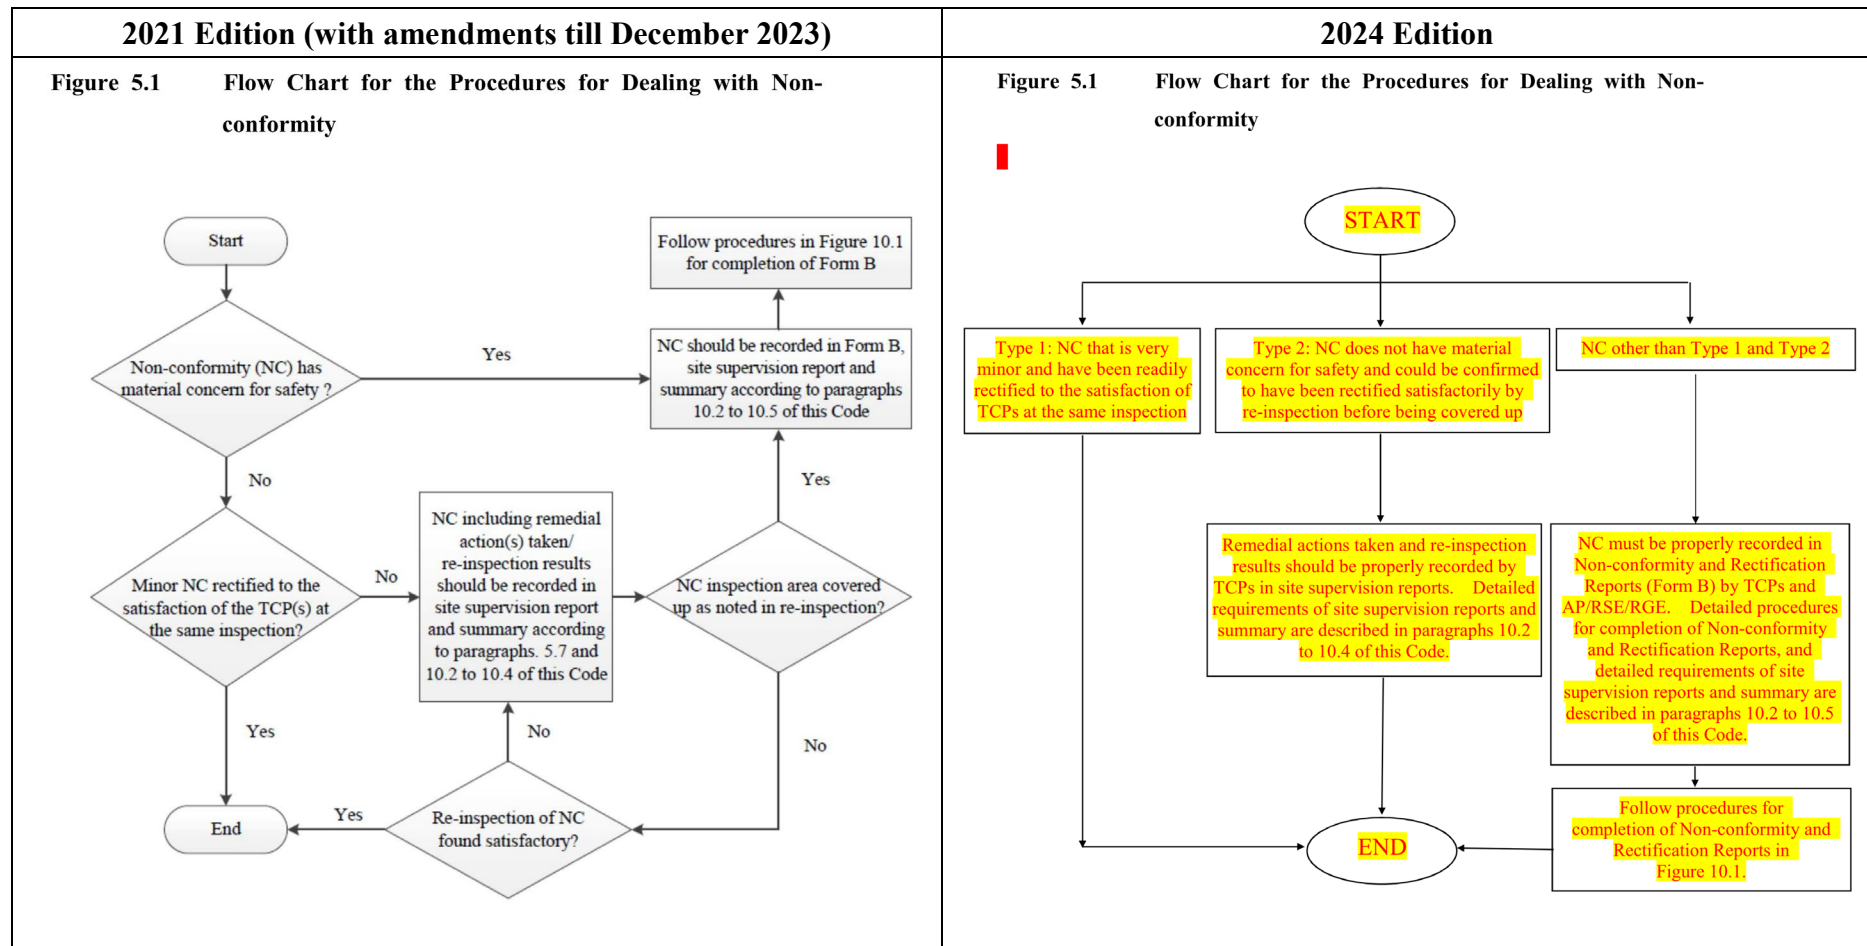 2021 Edition (with amendments till December 2023)
Figure 5.1 Flow Chart for the Procedures for Dealing with Non-
conformity
Start
Non-conformity (NC) has
material concern for safety ?
Yes
No
Follow procedures in Figure 10.1
for completion of Form B
NC should be recorded in Form B,
site supervision report and
summary according to paragraphs
10.2 to 10.5 of this Code
Yes
Minor NC rectified to the
satisfaction of the TCP(s) at
the same inspection?
No
NC including remedial
action(s) taken/
re-inspection results
should be recorded in
site supervision report
and summary according
to paragraphs. 5.7 and
10.2 to 10.4 of this Code
NC inspection area covered
up as noted in re-inspection?
Yes
No
No
End
Yes
Re-inspection of NC
found satisfactory?
2024 Edition
Figure 5.1 Flow Chart for the Procedures for Dealing with Non-
conformity
START
Type 1: NC that is very
minor and have been readily
rectified to the satisfaction of
TCPs at the same inspection
Type 2: NC does not have material
concern for safety and could be confirmed
to have been rectified satisfactorily by
re-inspection before being covered up
NC other than Type 1 and Type 2
Remedial actions taken and re-inspection
results should be properly recorded by
TCPs in site supervision reports. Detailed
requirements of site supervision reports and
summary are described in paragraphs 10.2
to 10.4 of this Code.
NC must be properly recorded in
Non-conformity and Rectification
Reports (Form B) by TCPs and
AP/RSE/RGE. Detailed procedures
for completion of Non-conformity
and Rectification Reports, and
detailed requirements of site
supervision reports and summary are
described in paragraphs 10.2 to 10.5
of this Code.
Follow procedures for
completion of Non-conformity and
Rectification Reports in
Figure 10.1.
END